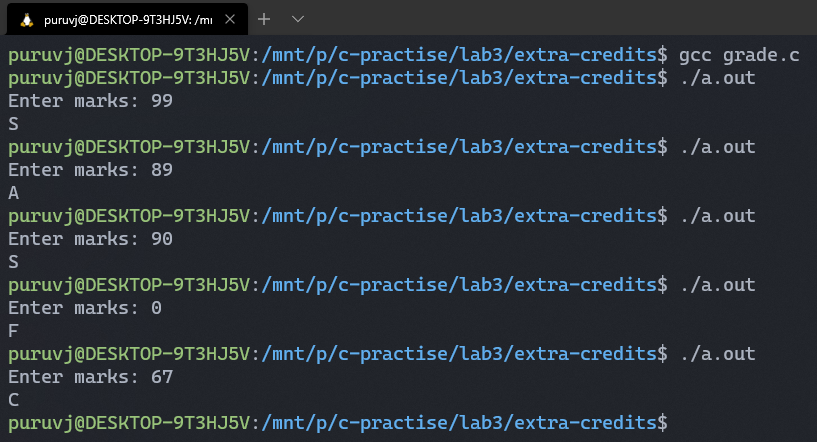 puruvj@DESKTOP-9T3HJ5V: /mı
puruvj@DESKTOP-9T3HJ5V:/mnt/p/c-practise/lab3/extra-credits$ gcc grade.c
puruvj@DESKTOP-9T3HJ5V:/mnt/p/c-practise/lab3/extra-credits$ ./a.out
Enter marks: 99
S
puruvj@DESKTOP-9T3HJ5V:/mnt/p/c-practise/lab3/extra-credits$ ./a.out
Enter marks: 89
A
puruvj@DESKTOP-9T3HJ5V:/mnt/p/c-practise/lab3/extra-credits$ ./a.out
Enter marks: 90
S
puruvj@DESKTOP-9T3HJ5V:/mnt/p/c-practise/lab3/extra-credits$ ./a.out
Enter marks: 0
F
puruvj@DESKTOP-9T3HJ5V:/mnt/p/c-practise/lab3/extra-credits$ ./a.out
Enter marks: 67
C
puruvj@DESKTOP-9T3HJ5V:/mnt/p/c-practise/lab3/extra-credits$